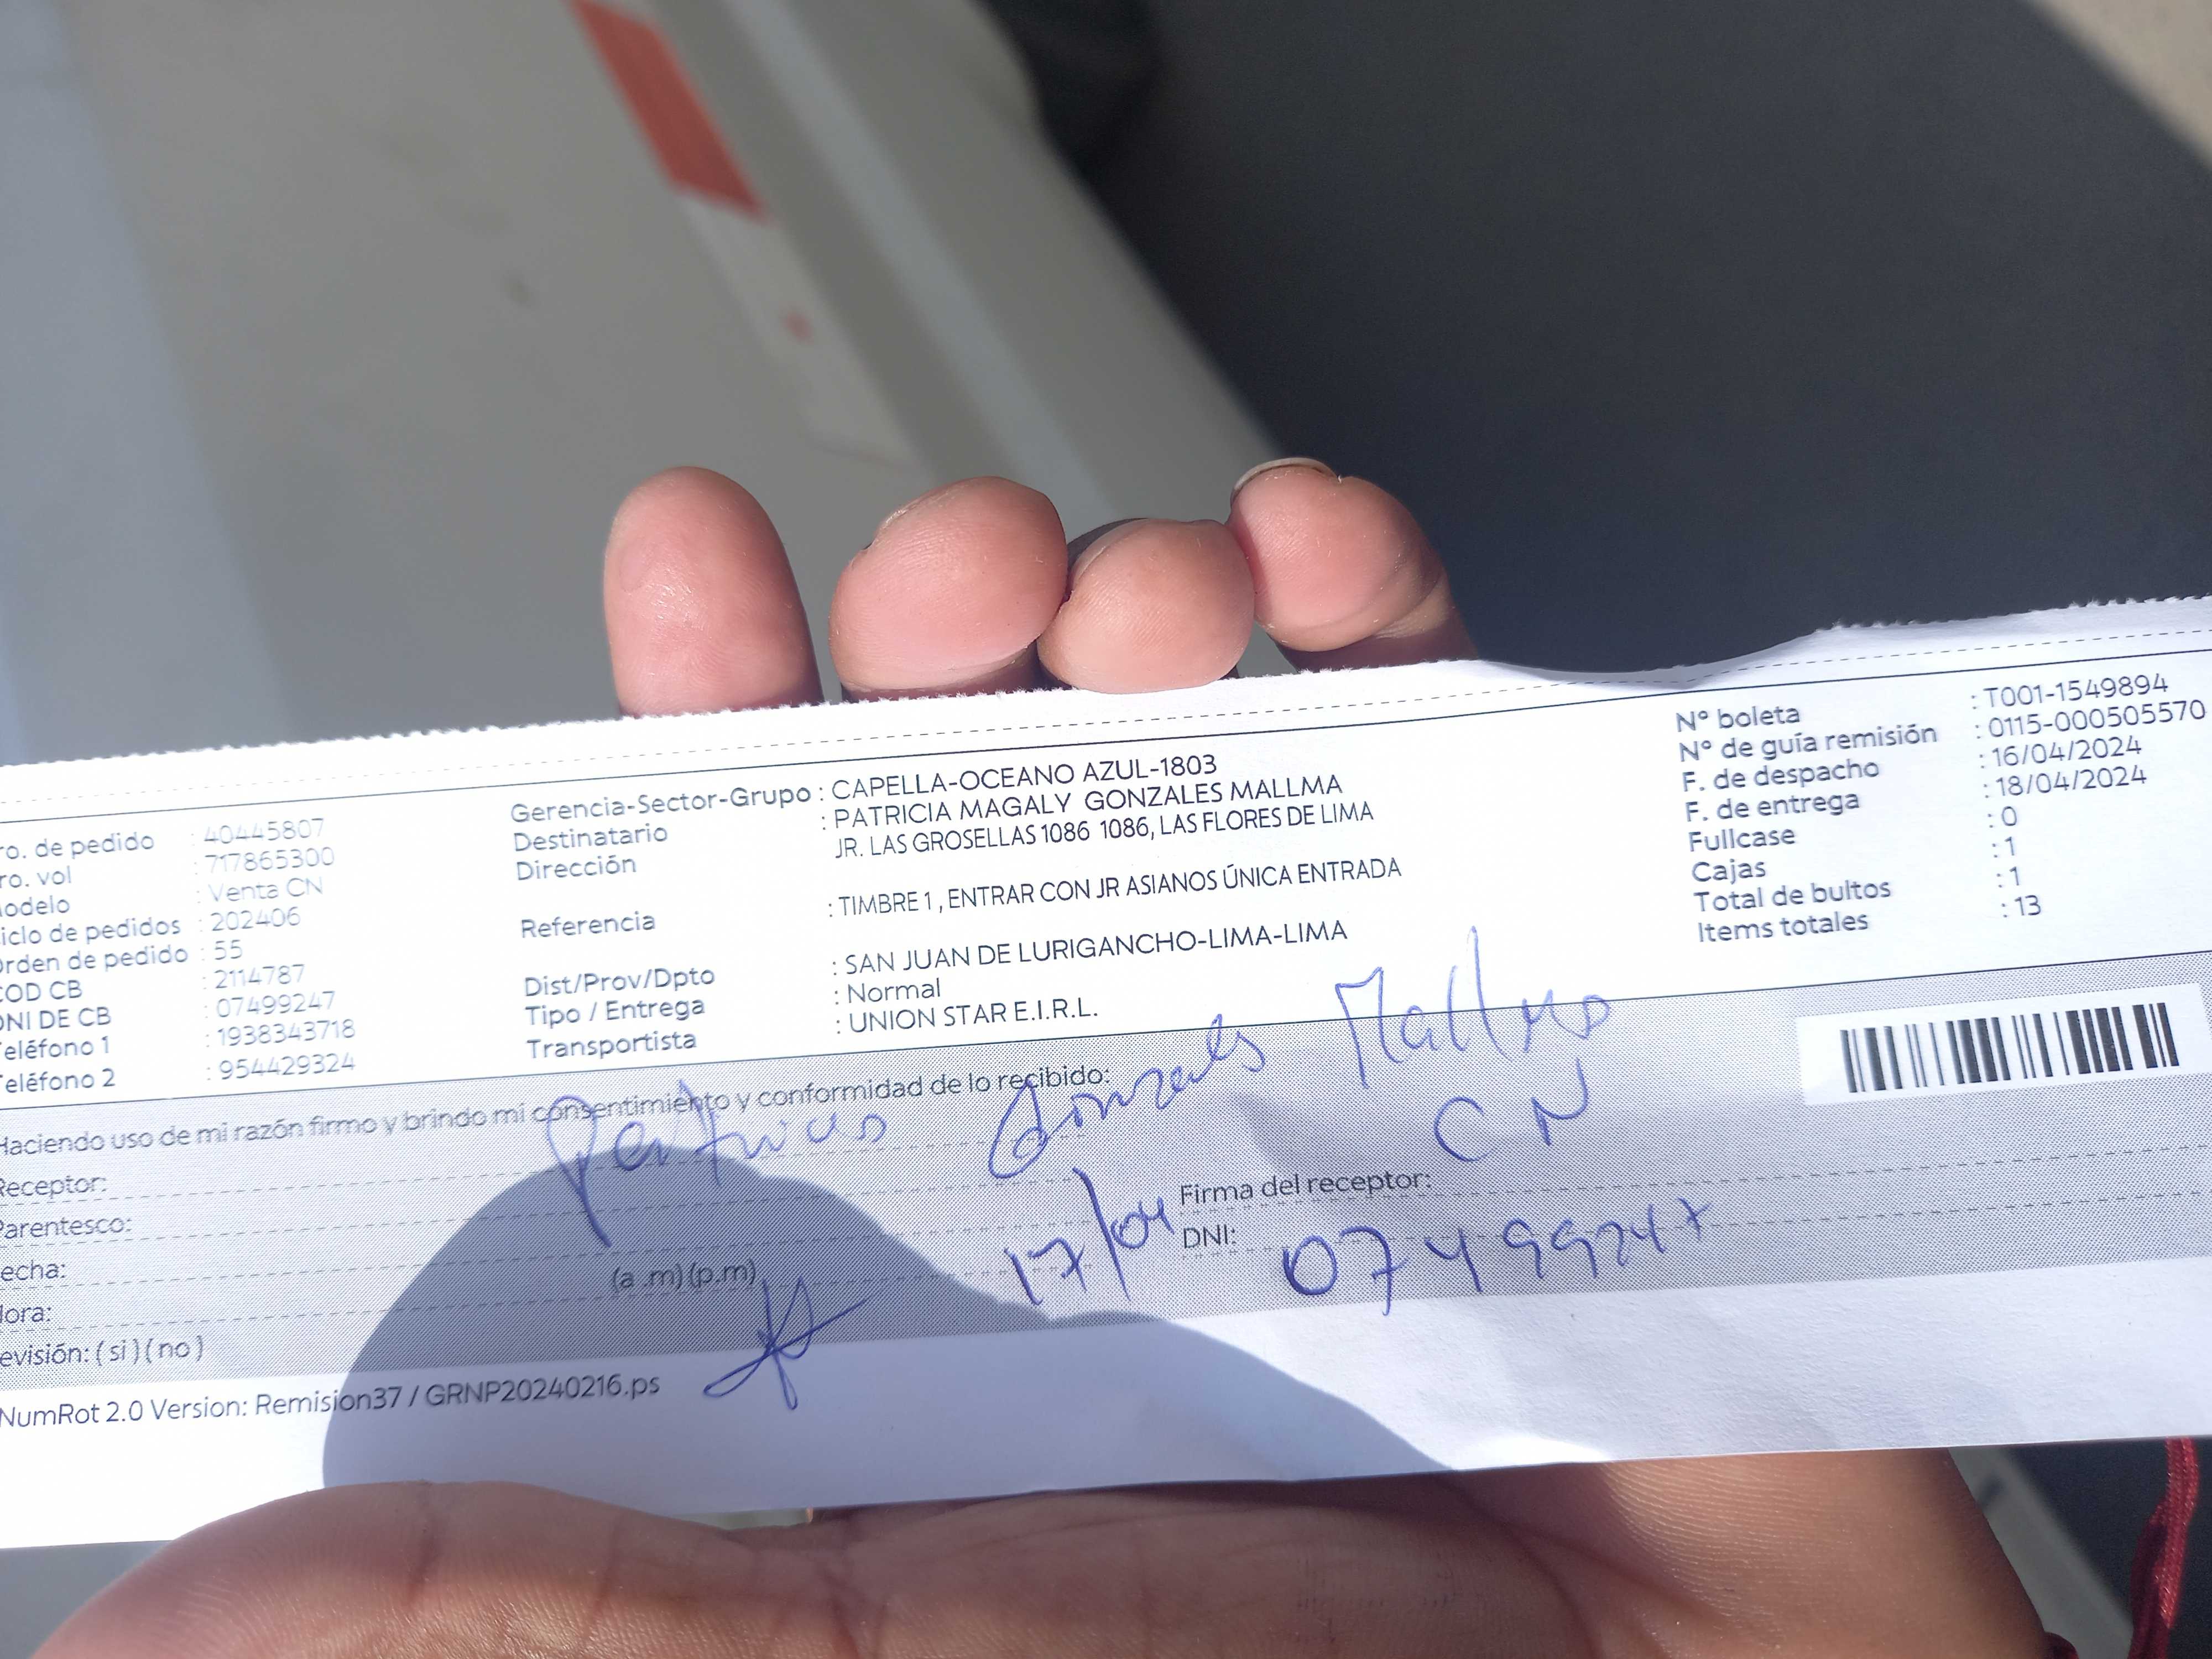 ro. de pedido : 40445807
ro. vol : 717865300
odelo : Venta CN
iclo de pedidos : 202406
Orden de pedido : 55
COD CB : 2114787
DNI DE CB : 07499247
Teléfono 1 : 1938343718
Teléfono 2 : 954429324
Gerencia-Sector-Grupo : CAPELLA-OCEANO AZUL-1803
Destinatario : PATRICIA MAGALY GONZALES MALLMA
Dirección JR. LAS GROSELLAS 1086 1086, LAS FLORES DE LIMA
Referencia : TIMBRE 1 , ENTRAR CON JR ASIANOS ÚNICA ENTRADA
Dist/Prov/Dpto : SAN JUAN DE LURIGANCHO-LIMA-LIMA
Tipo / Entrega : Normal
Transportista : UNION STAR E.I.R.L.
N° boleta : T001-1549894
N° de guía remisión : 0115-000505570
F. de despacho : 16/04/2024
F. de entrega : 18/04/2024
Fullcase : 0
Cajas : 1
Total de bultos : 1
Items totales : 13
Haciendo uso de mi razón firmo y brindo mi consentimiento y conformidad de lo recibido:
Receptor: Gonzales Mallma
Parentesco: CN
echa: 17/04
Firma del receptor:
Hora: (a .m) (p.m)
DNI: 07499247
evisión: ( si ) ( no )
NumRot 2.0 Version: Remision37 / GRNP20240216.ps